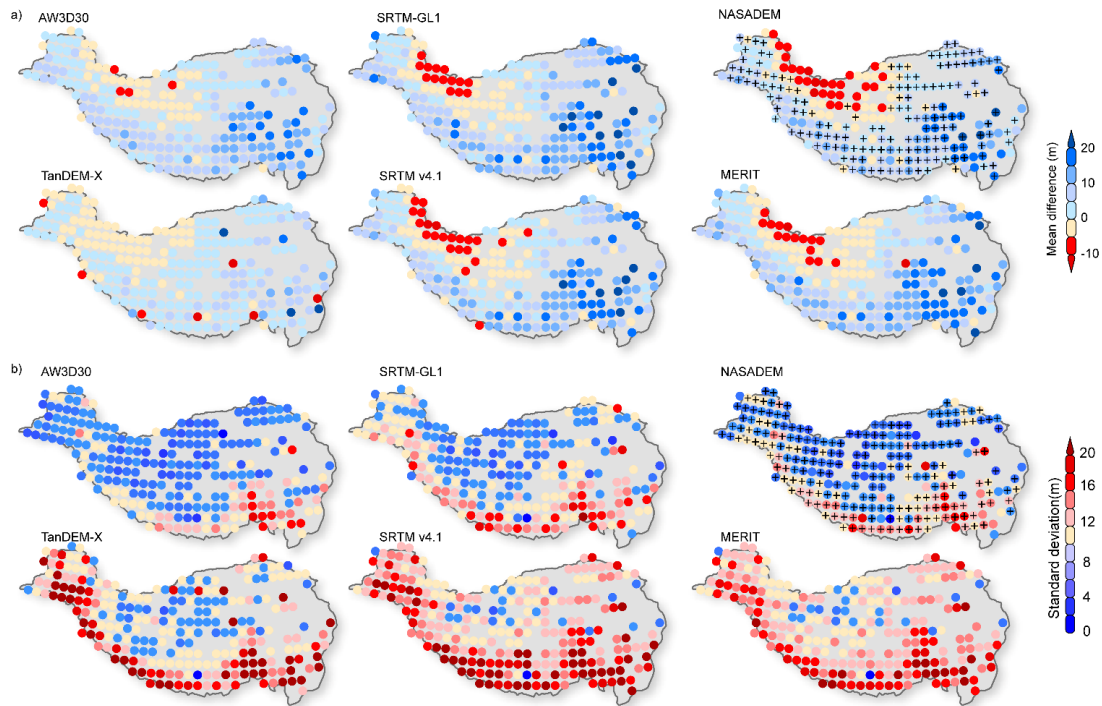 a)
AW3D30 SRTM-GL1 NASADEM
TanDEM-X SRTM v4.1 MERIT
20
10
0
-10
Mean difference (m)
b)
AW3D30 SRTM-GL1 NASADEM
TanDEM-X SRTM v4.1 MERIT
20
16
12
8
4
0
Standard deviation(m)